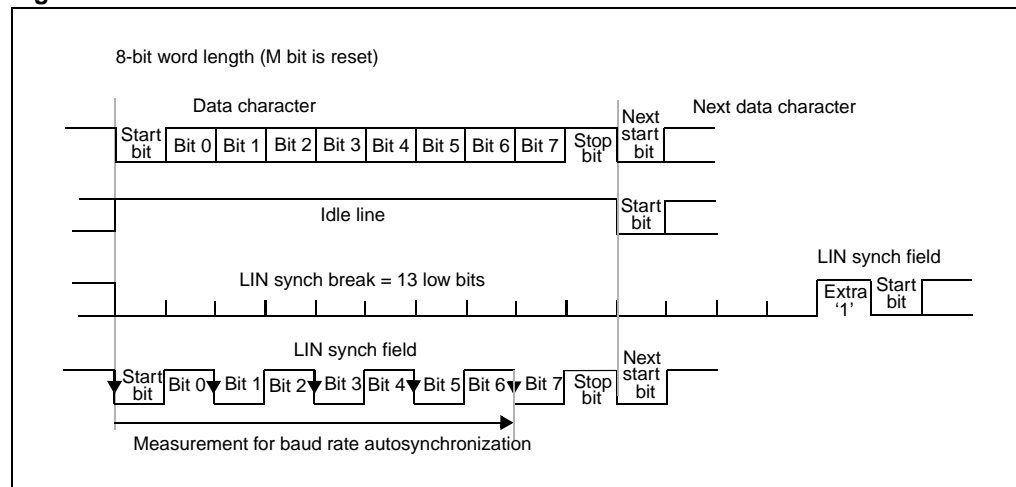 8-bit word length (M bit is reset)
Data character
Next data character
Start bit
Bit 0
Bit 1
Bit 2
Bit 3
Bit 4
Bit 5
Bit 6
Bit 7
Stop bit
Next start bit
Idle line
Start bit
LIN synch field
LIN synch break = 13 low bits
Extra '1'
Start bit
LIN synch field
Start bit
Bit 0
Bit 1
Bit 2
Bit 3
Bit 4
Bit 5
Bit 6
Bit 7
Stop bit
Next start bit
Measurement for baud rate autosynchronization